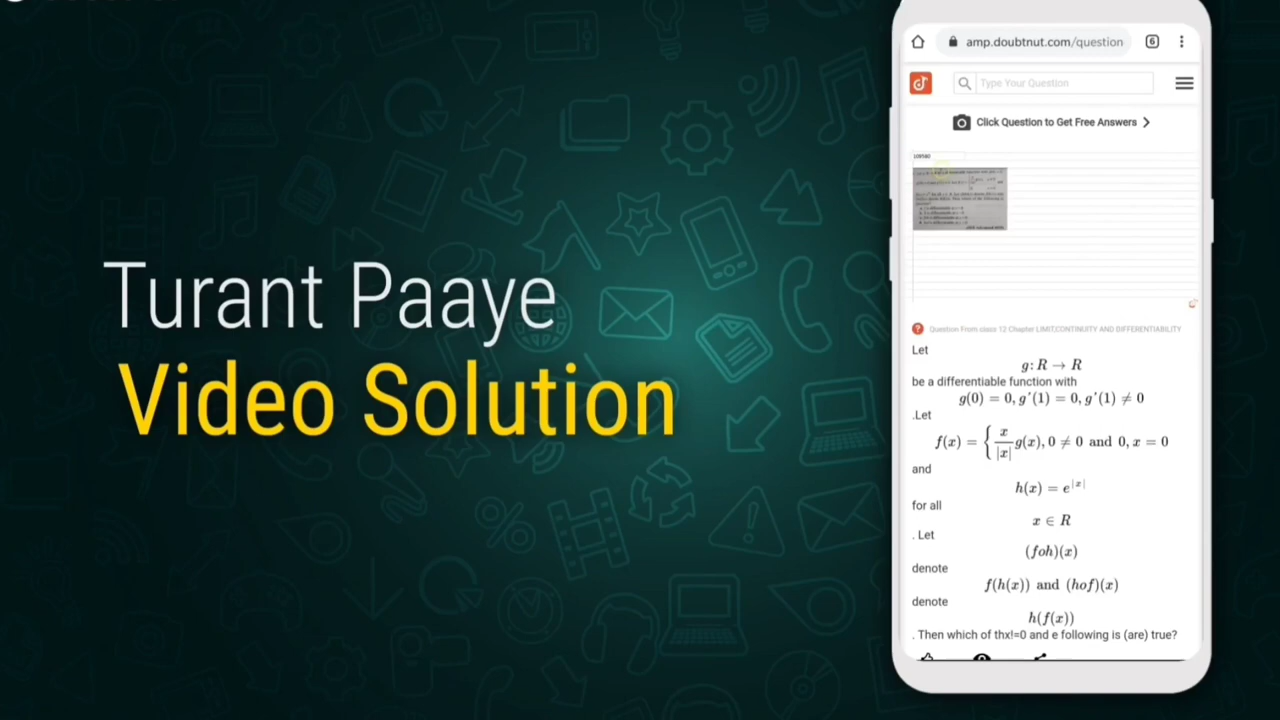 Turant Paaye
Video Solution
amp.doubtnut.com/question
6
Type Your Question
Click Question to Get Free Answers
Question From class 12 Chapter LIMIT,CONTINUITY AND DIFFERENTIABILITY
Let
g: R → R
be a differentiable function with
g(0) = 0, g'(1) = 0, g'(1) ≠ 0
.Let
f(x) = { x/|x| g(x), 0 ≠ 0 and 0, x = 0
and
h(x) = e^|x|
for all
x ∈ R
. Let
(foh)(x)
denote
f(h(x)) and (hof)(x)
denote
h(f(x))
. Then which of thx!=0 and e following is (are) true?